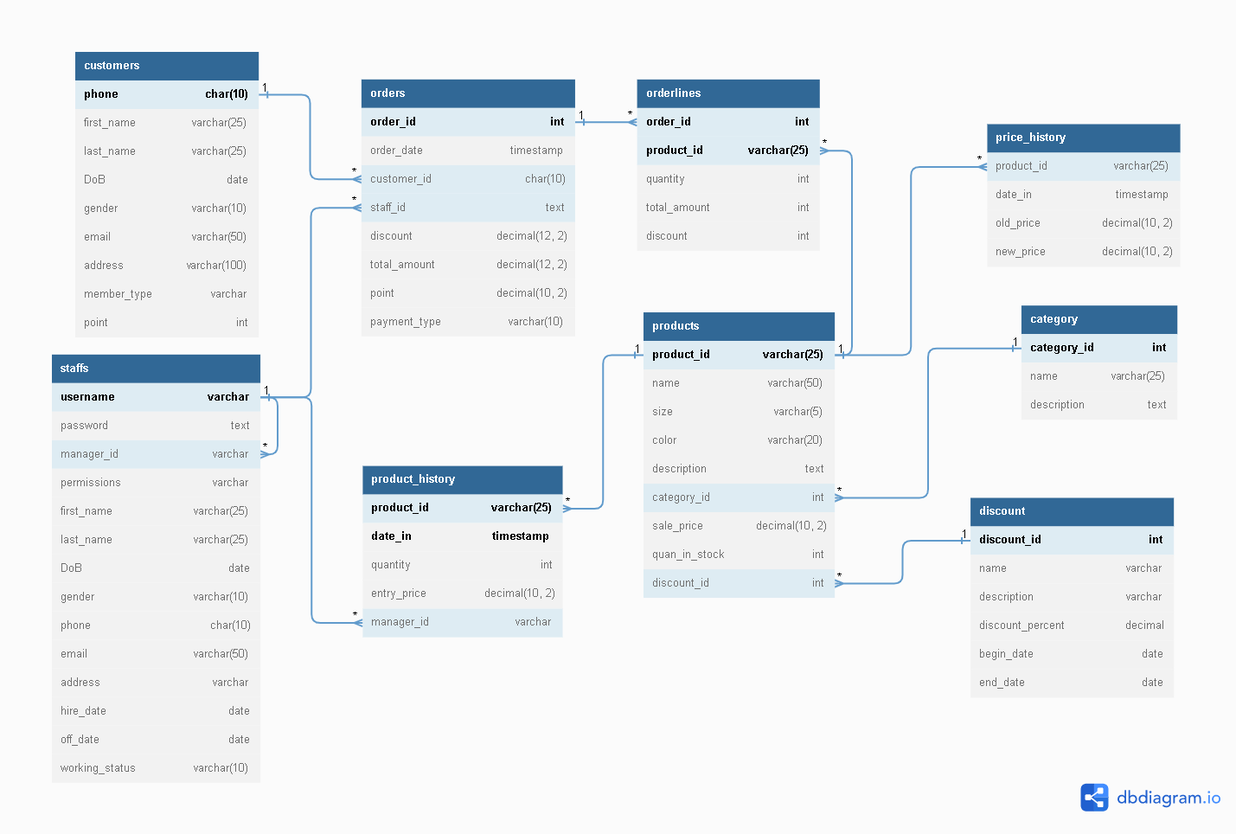 customers
phone char(10)
first_name varchar(25)
last_name varchar(25)
DoB date
gender varchar(10)
email varchar(50)
address varchar(100)
member_type varchar
point int
1
*
staffs
username varchar
password text
manager_id varchar
permissions varchar
first_name varchar(25)
last_name varchar(25)
DoB date
gender varchar(10)
phone char(10)
email varchar(50)
address varchar
hire_date date
off_date date
working_status varchar(10)
1
*
*
orders
order_id int
order_date timestamp
customer_id char(10)
staff_id text
discount decimal(12, 2)
total_amount decimal(12, 2)
point decimal(10, 2)
payment_type varchar(10)
1
*
product_history
product_id varchar(25)
date_in timestamp
quantity int
entry_price decimal(10, 2)
manager_id varchar
*
*
orderlines
order_id int
product_id varchar(25)
quantity int
total_amount int
discount int
*
products
product_id varchar(25)
name varchar(50)
size varchar(5)
color varchar(20)
description text
category_id int
sale_price decimal(10, 2)
quan_in_stock int
discount_id int
1
1
*
*
price_history
product_id varchar(25)
date_in timestamp
old_price decimal(10, 2)
new_price decimal(10, 2)
*
category
category_id int
name varchar(25)
description text
1
discount
discount_id int
name varchar
description varchar
discount_percent decimal
begin_date date
end_date date
1
dbdiagram.io